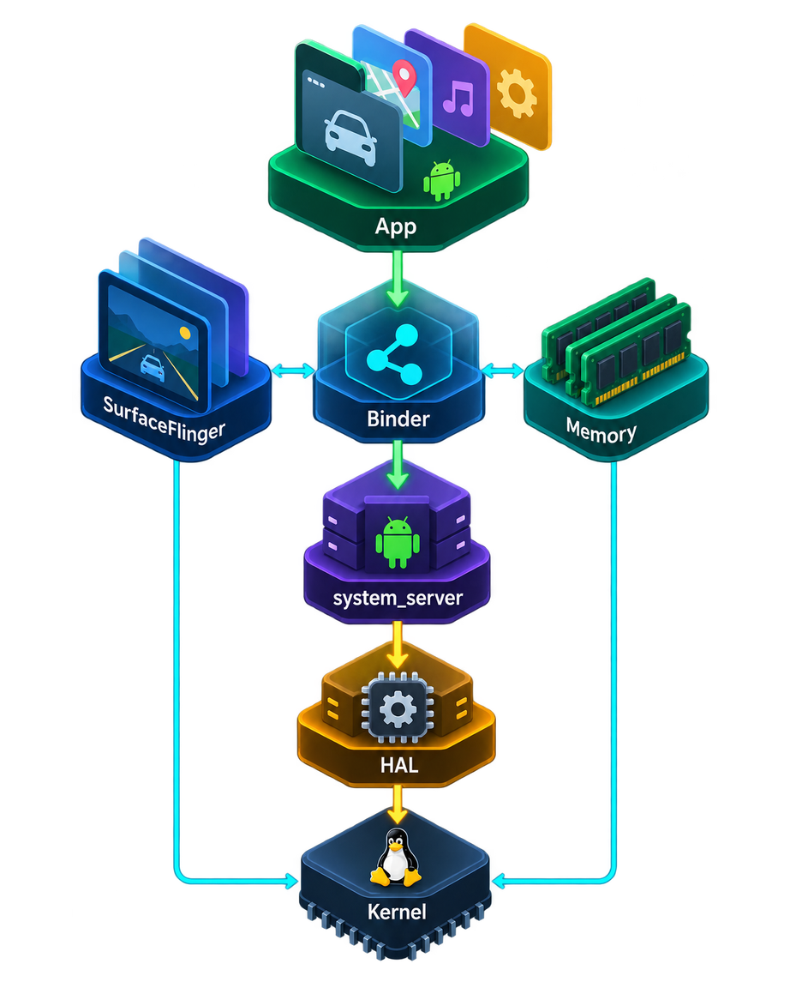 App
SurfaceFlinger
Binder
Memory
system_server
HAL
Kernel